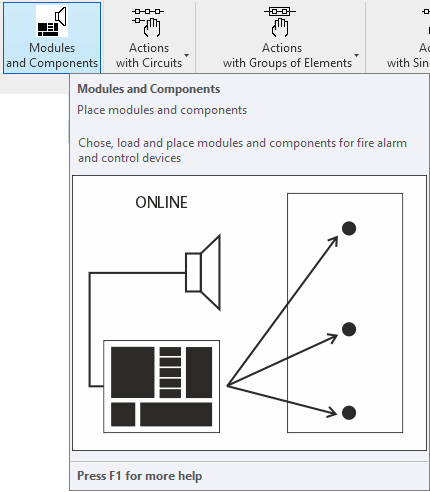 Modules
and Components
Actions
with Circuits
Actions
with Groups of Elements
with Sin
Modules and Components
Place modules and components
Chose, load and place modules and components for fire alarm
and control devices
ONLINE
Press F1 for more help